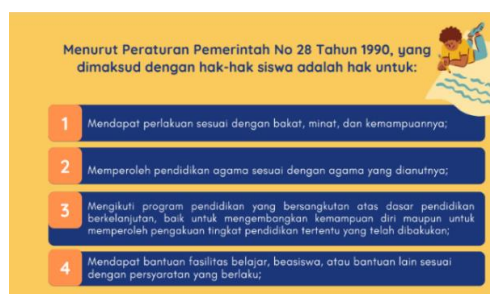 Menurut Peraturan Pemerintah No 28 Tahun 1990, yang
dimaksud dengan hak-hak siswa adalah hak untuk:
1 Mendapat perlakuan sesuai dengan bakat, minat, dan kemampuannya;
2 Memperoleh pendidikan agama sesuai dengan agama yang dianutnya;
3 Mengikuti program pendidikan yang bersangkutan atas dasar pendidikan
berkelanjutan, baik untuk mengembangkan kemampuan diri maupun untuk
memperoleh pengakuan tingkat pendidikan tertentu yang telah dibakukan;
4 Mendapat bantuan fasilitas belajar, beasiswa, atau bantuan lain sesuai
dengan persyaratan yang berlaku;